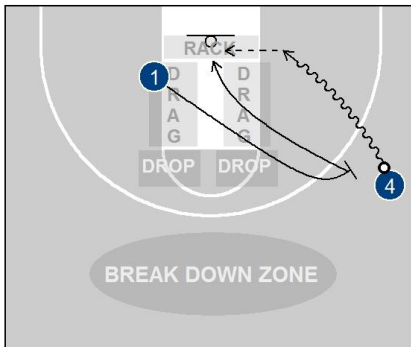 RACK
1
D D
R R
A A
G G
DROP DROP
4
BREAK DOWN ZONE